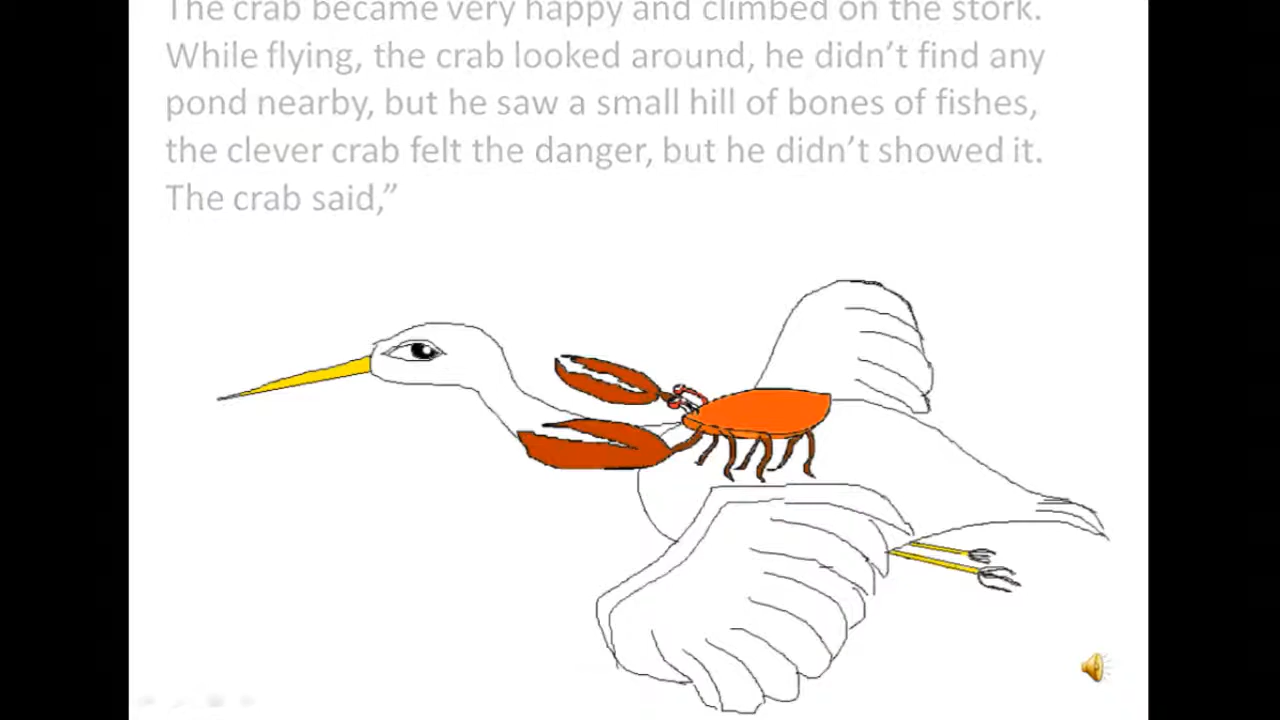 The crab became very happy and climbed on the stork.
While flying, the crab looked around, he didn’t find any
pond nearby, but he saw a small hill of bones of fishes,
the clever crab felt the danger, but he didn’t showed it.
The crab said,”